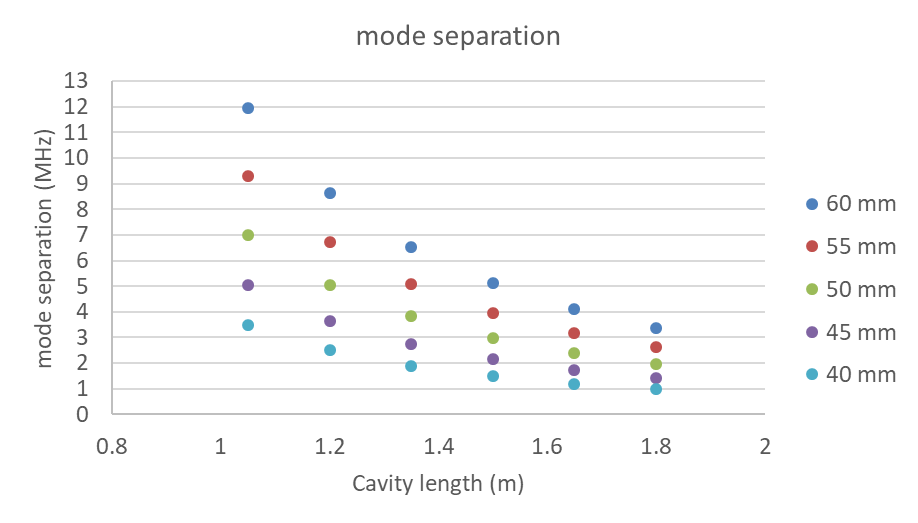 mode separation
13
12
11
10
9
8
7
6
5
4
3
2
1
0
mode separation (MHz)
0.8 1 1.2 1.4 1.6 1.8 2
Cavity length (m)
60 mm
55 mm
50 mm
45 mm
40 mm